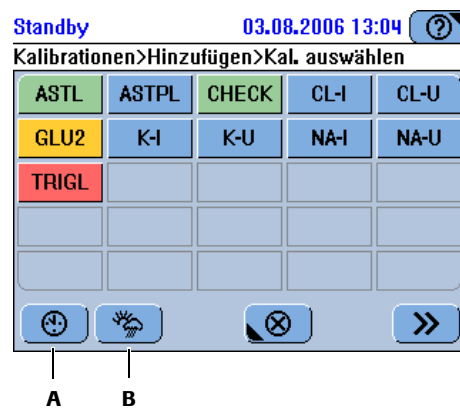 Standby 03.08.2006 13:04 ?
Kalibrationen>Hinzufügen>Kal. auswählen
ASTL ASTPL CHECK CL-I CL-U
GLU2 K-I K-U NA-I NA-U
TRIGL
A B